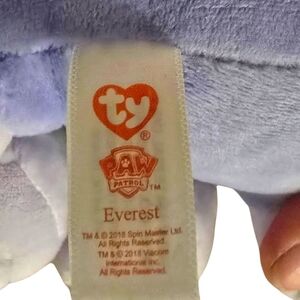 ty
®
PAW
PATROL TM
Everest
TM & © 2018 Spin Master Ltd.
All Rights Reserved.
TM & © 2018 Viacom
International Inc.
All Rights Reserved.